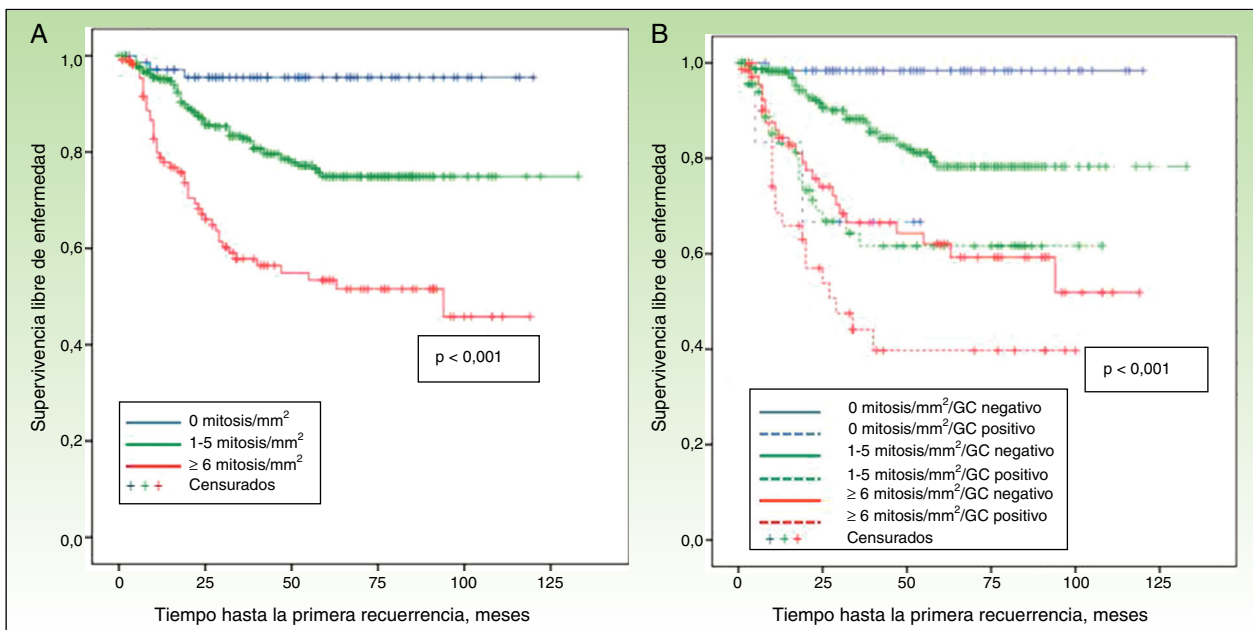 A
Supervivencia libre de enfermedad
1,0
0,8
0,6
0,4
0,2
0,0
p < 0,001
0 mitosis/mm²
1-5 mitosis/mm²
≥ 6 mitosis/mm²
Censurados
0 25 50 75 100 125
Tiempo hasta la primera recuerrencia, meses
B
Supervivencia libre de enfermedad
1,0
0,8
0,6
0,4
0,2
0,0
p < 0,001
0 mitosis/mm²/GC negativo
0 mitosis/mm²/GC positivo
1-5 mitosis/mm²/GC negativo
1-5 mitosis/mm²/GC positivo
≥ 6 mitosis/mm²/GC negativo
≥ 6 mitosis/mm²/GC positivo
Censurados
0 25 50 75 100 125
Tiempo hasta la primera recuerrencia, meses